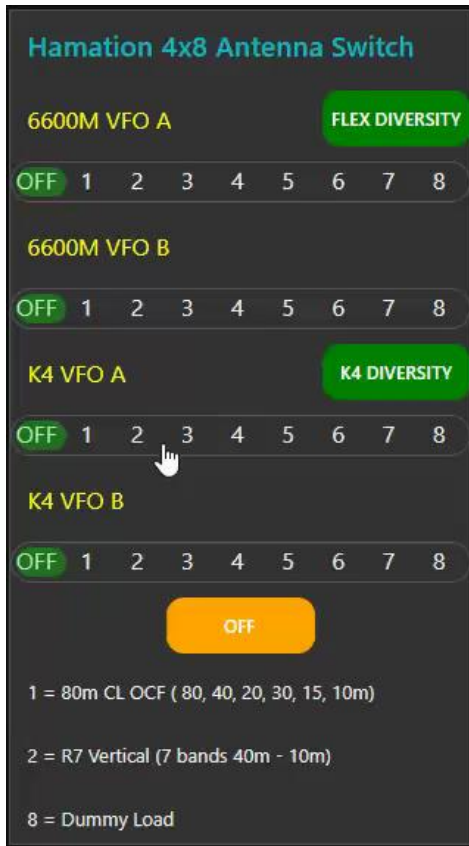 Hamation 4x8 Antenna Switch
6600M VFO A FLEX DIVERSITY
OFF 1 2 3 4 5 6 7 8
6600M VFO B
OFF 1 2 3 4 5 6 7 8
K4 VFO A K4 DIVERSITY
OFF 1 2 3 4 5 6 7 8
K4 VFO B
OFF 1 2 3 4 5 6 7 8
OFF
1 = 80m CL OCF ( 80, 40, 20, 30, 15, 10m)
2 = R7 Vertical (7 bands 40m - 10m)
8 = Dummy Load